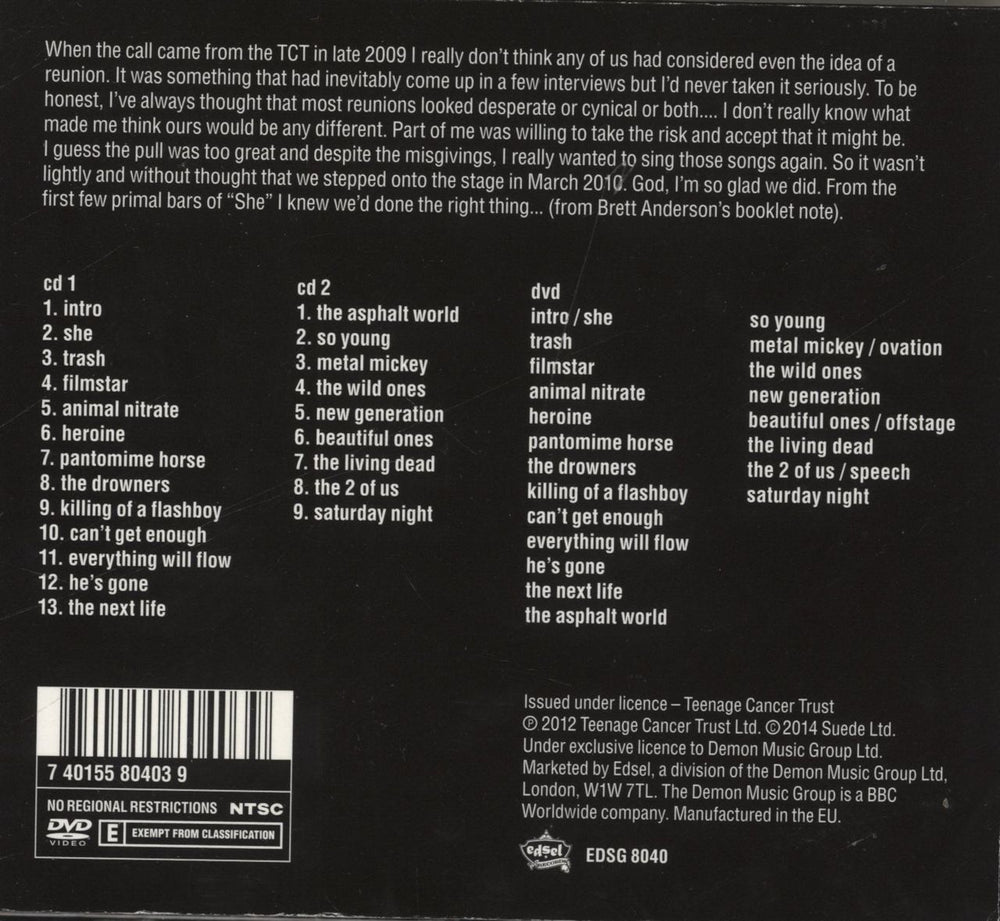 When the call came from the TCT in late 2009 I really don't think any of us had considered even the idea of a
reunion. It was something that had inevitably come up in a few interviews but I'd never taken it seriously. To be
honest, I've always thought that most reunions looked desperate or cynical or both.... I don't really know what
made me think ours would be any different. Part of me was willing to take the risk and accept that it might be.
I guess the pull was too great and despite the misgivings, I really wanted to sing those songs again. So it wasn't
lightly and without thought that we stepped onto the stage in March 2010. God, I'm so glad we did. From the
first few primal bars of "She" I knew we'd done the right thing... (from Brett Anderson's booklet note).
cd 1
1. intro
2. she
3. trash
4. filmstar
5. animal nitrate
6. heroine
7. pantomime horse
8. the drowners
9. killing of a flashboy
10. can't get enough
11. everything will flow
12. he's gone
13. the next life
cd 2
1. the asphalt world
2. so young
3. metal mickey
4. the wild ones
5. new generation
6. beautiful ones
7. the living dead
8. the 2 of us
9. saturday night
dvd
intro / she
trash
filmstar
animal nitrate
heroine
pantomime horse
the drowners
killing of a flashboy
can't get enough
everything will flow
he's gone
the next life
the asphalt world
so young
metal mickey / ovation
the wild ones
new generation
beautiful ones / offstage
the living dead
the 2 of us / speech
saturday night
7 40155 80403 9
NO REGIONAL RESTRICTIONS NTSC
DVD VIDEO E EXEMPT FROM CLASSIFICATION
Issued under licence – Teenage Cancer Trust
℗ 2012 Teenage Cancer Trust Ltd. © 2014 Suede Ltd.
Under exclusive licence to Demon Music Group Ltd.
Marketed by Edsel, a division of the Demon Music Group Ltd,
London, W1W 7TL. The Demon Music Group is a BBC
Worldwide company. Manufactured in the EU.
edsel RECORDS EDSG 8040